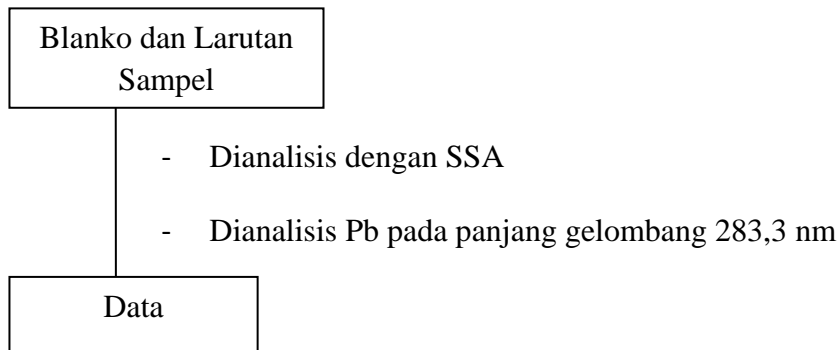 Blanko dan Larutan
Sampel
- Dianalisis dengan SSA
- Dianalisis Pb pada panjang gelombang 283,3 nm
Data